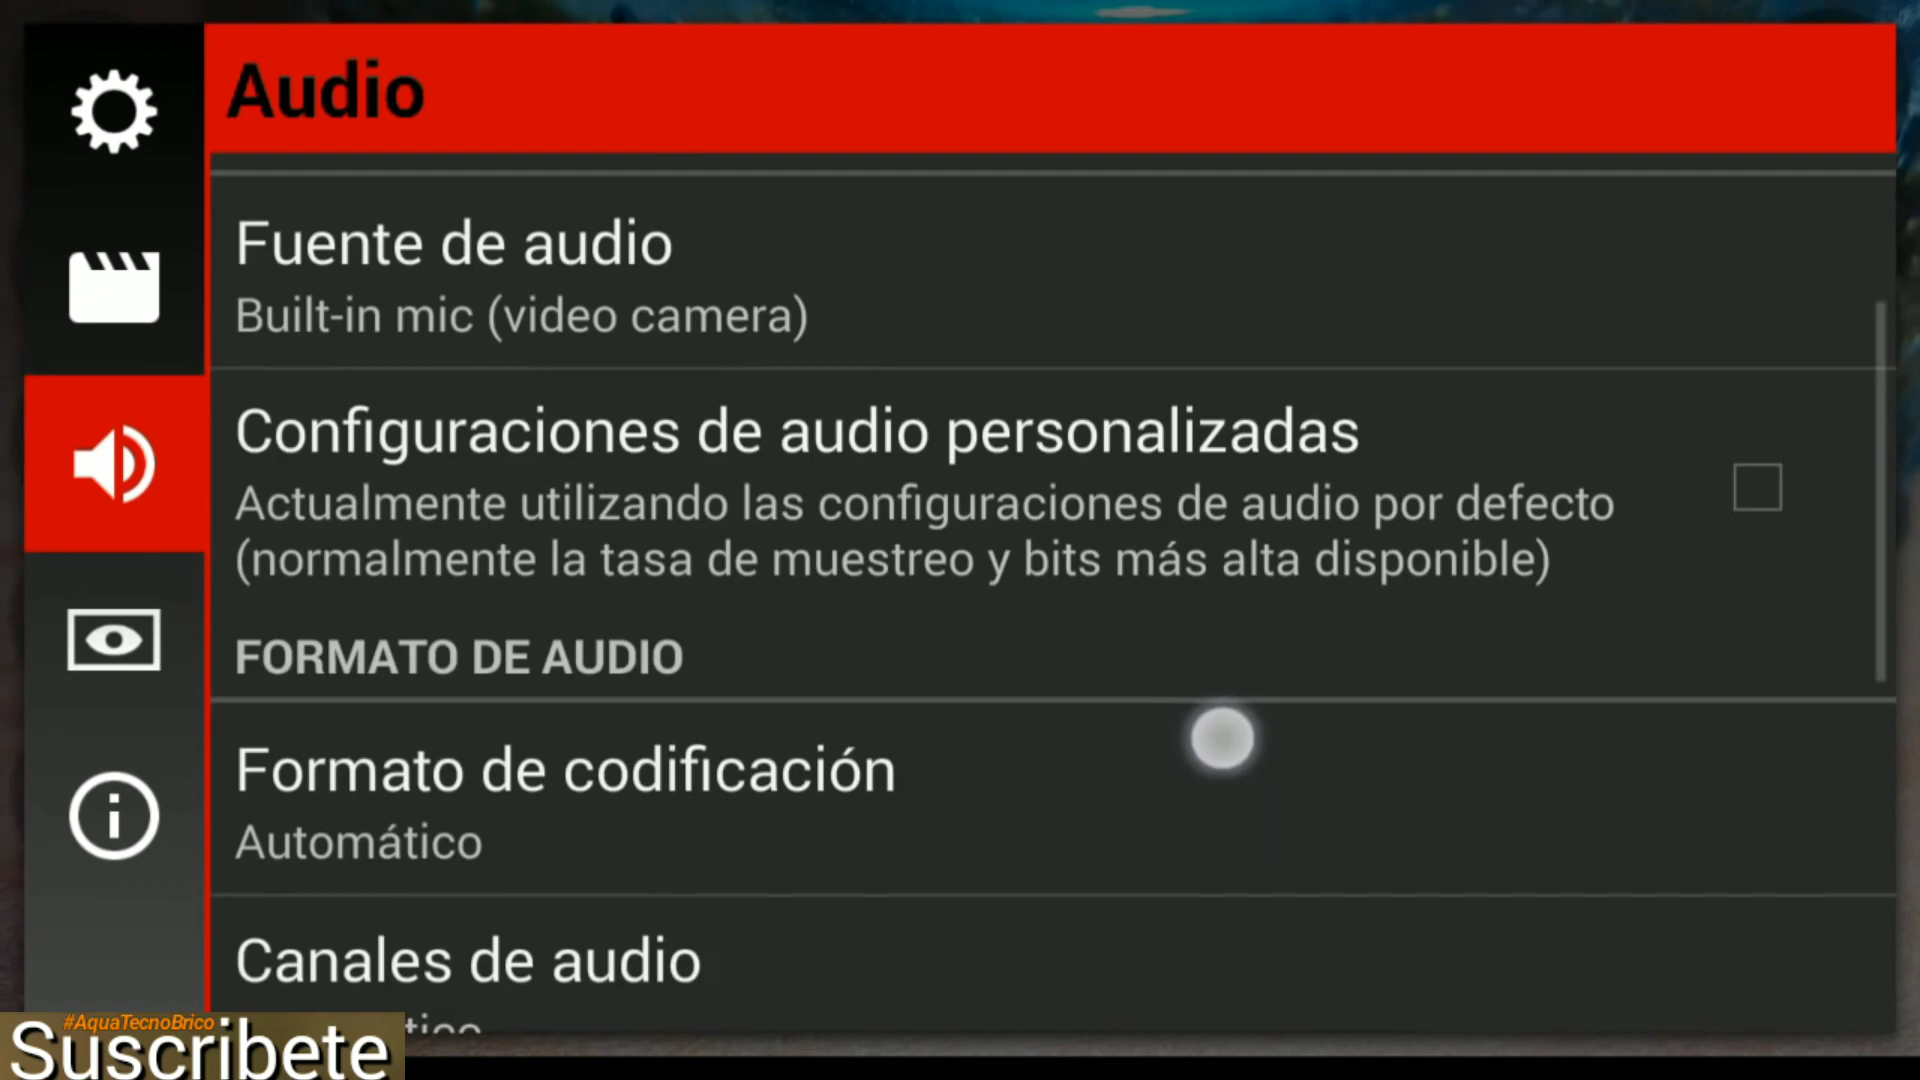 Audio
Fuente de audio
Built-in mic (video camera)
Configuraciones de audio personalizadas
Actualmente utilizando las configuraciones de audio por defecto
(normalmente la tasa de muestreo y bits más alta disponible)
FORMATO DE AUDIO
Formato de codificación
Automático
Canales de audio
#AquaTecnoBrico
Suscribete